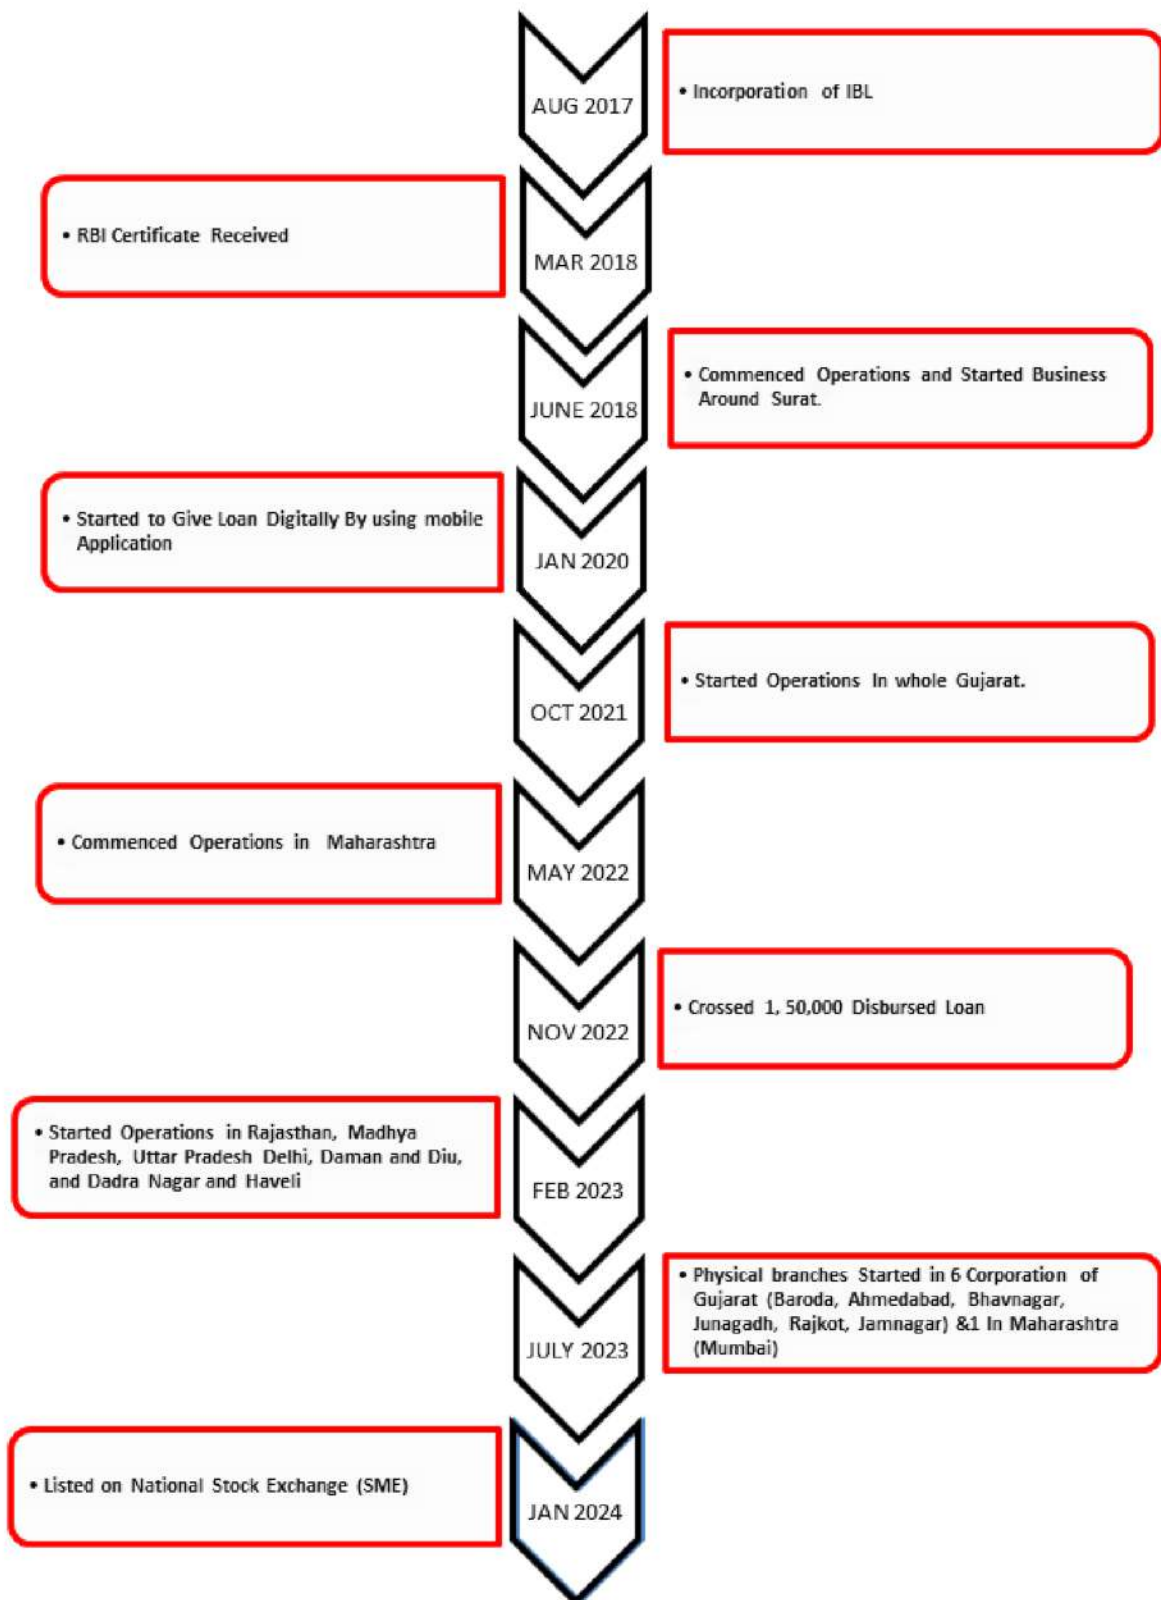 AUG 2017
• Incorporation of IBL
• RBI Certificate Received
MAR 2018
• Commenced Operations and Started Business
Around Surat.
JUNE 2018
• Started to Give Loan Digitally By using mobile
Application
JAN 2020
• Started Operations In whole Gujarat.
OCT 2021
• Commenced Operations in Maharashtra
MAY 2022
• Crossed 1, 50,000 Disbursed Loan
NOV 2022
• Started Operations in Rajasthan, Madhya
Pradesh, Uttar Pradesh Delhi, Daman and Diu,
and Dadra Nagar and Haveli
FEB 2023
• Physical branches Started in 6 Corporation of
Gujarat (Baroda, Ahmedabad, Bhavnagar,
Junagadh, Rajkot, Jamnagar) &1 In Maharashtra
(Mumbai)
JULY 2023
• Listed on National Stock Exchange (SME)
JAN 2024